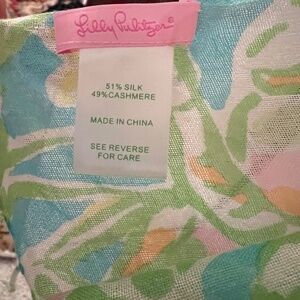 Lilly Pulitzer®
51% SILK
49%CASHMERE
MADE IN CHINA
SEE REVERSE
FOR CARE